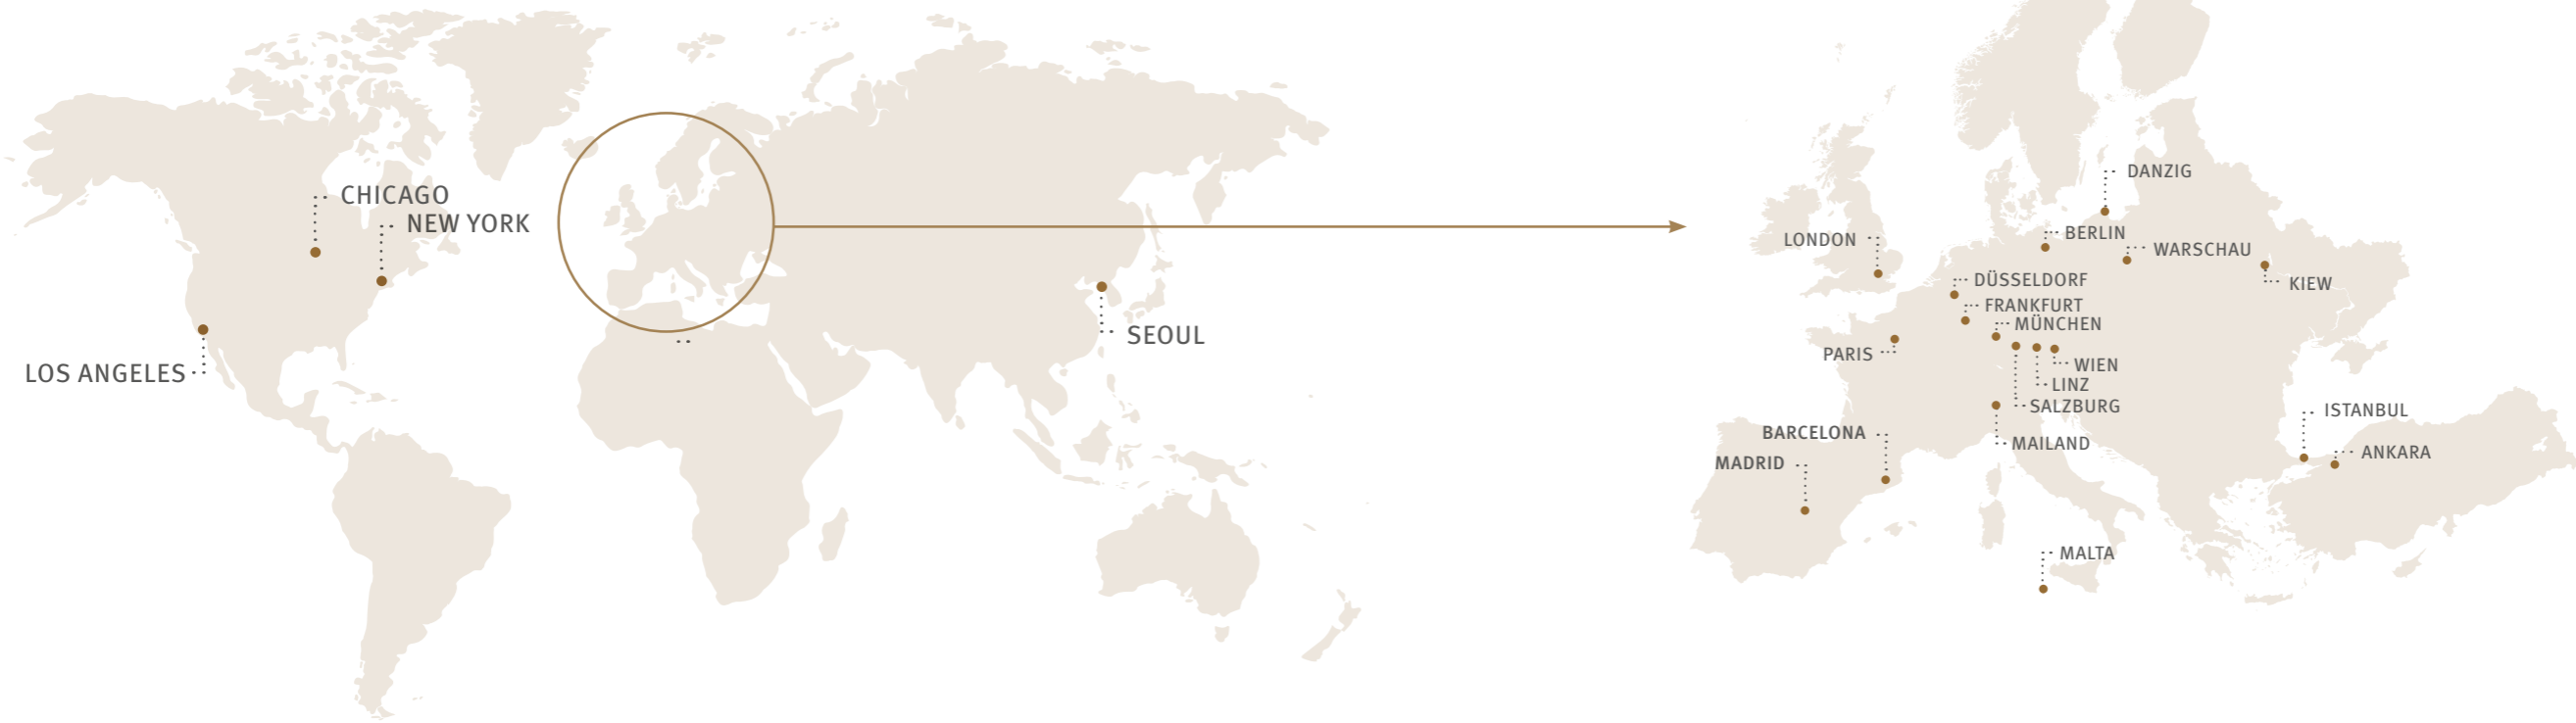 CHICAGO
NEW YORK
LOS ANGELES
SEOUL
DANZIG
LONDON
BERLIN
WARSCHAU
KIEW
DÜSSELDORF
FRANKFURT
MÜNCHEN
PARIS
WIEN
LINZ
SALZBURG
ISTANBUL
BARCELONA
MAILAND
ANKARA
MADRID
MALTA